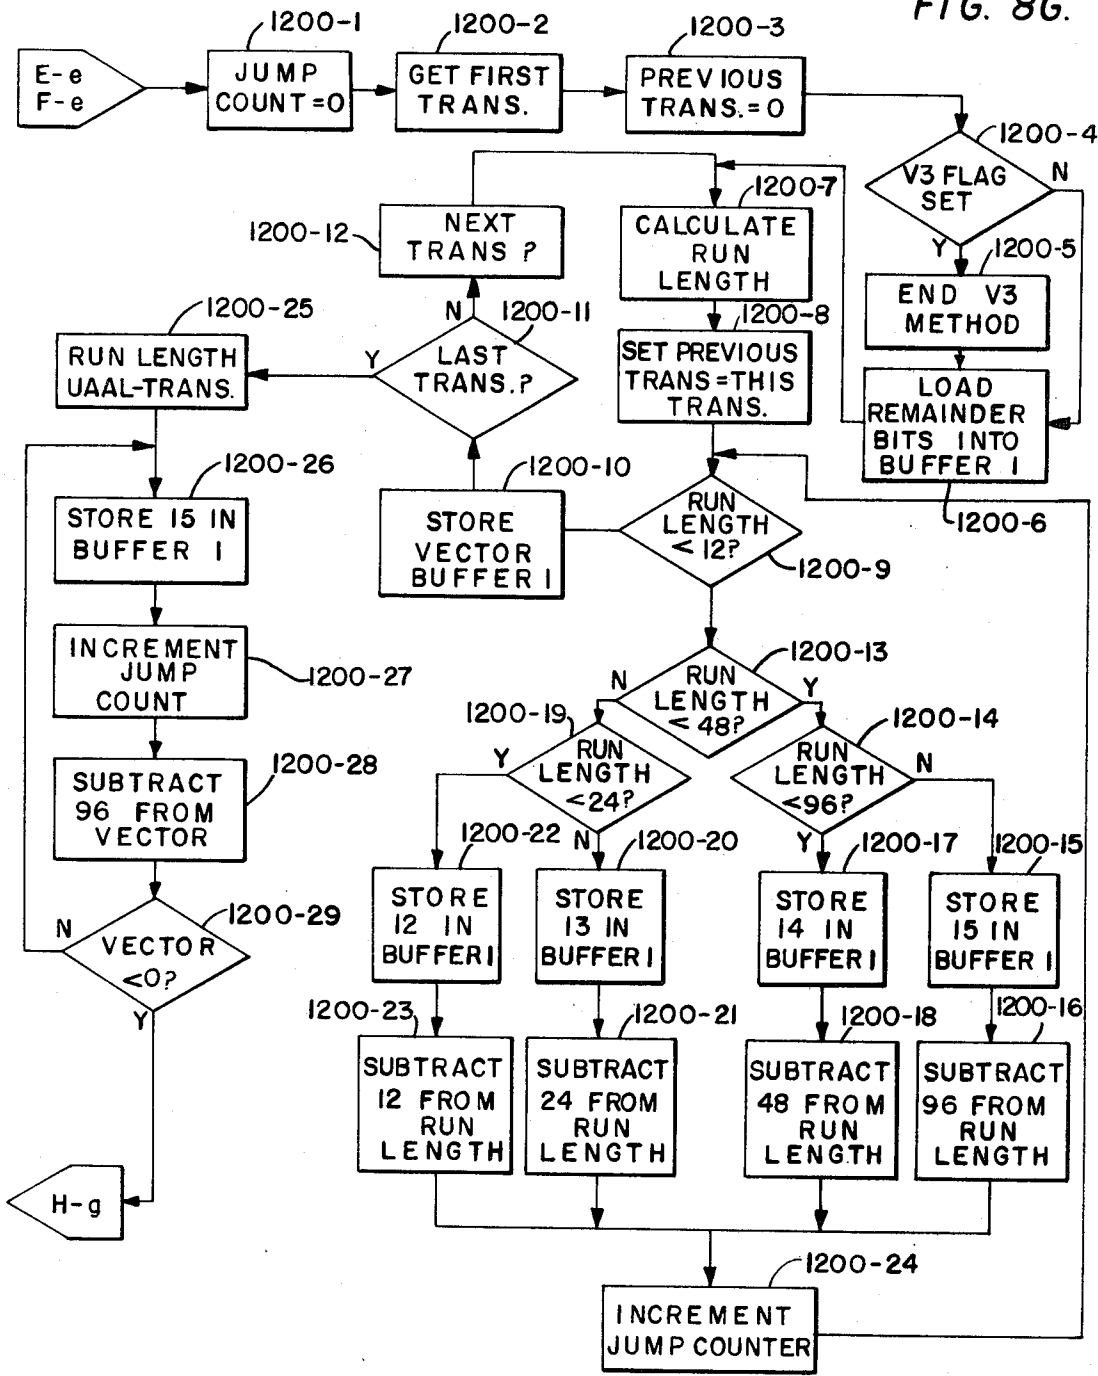 FIG. 8G.
E-e
F-e
1200-1
JUMP
COUNT=0
1200-2
GET FIRST
TRANS.
1200-3
PREVIOUS
TRANS.=0
1200-4
V3 FLAG
SET
N
Y
1200-5
END V3
METHOD
LOAD
REMAINDER
BITS INTO
BUFFER 1
1200-6
1200-7
CALCULATE
RUN
LENGTH
1200-8
SET PREVIOUS
TRANS=THIS
TRANS.
RUN
LENGTH
<12?
1200-9
1200-10
STORE
VECTOR
BUFFER 1
1200-11
LAST
TRANS.?
N
Y
1200-12
NEXT
TRANS ?
1200-25
RUN LENGTH
UAAL-TRANS.
1200-26
STORE 15 IN
BUFFER 1
INCREMENT
JUMP
COUNT
1200-27
1200-28
SUBTRACT
96 FROM
VECTOR
1200-29
VECTOR
<0?
N
Y
H-g
1200-13
RUN
LENGTH
<48?
N
Y
1200-19
RUN
LENGTH
<24?
Y
N
1200-14
RUN
LENGTH
<96?
N
Y
1200-22
STORE
12 IN
BUFFER 1
1200-20
STORE
13 IN
BUFFER 1
1200-17
STORE
14 IN
BUFFER 1
1200-15
STORE
15 IN
BUFFER 1
1200-23
SUBTRACT
12 FROM
RUN
LENGTH
1200-21
SUBTRACT
24 FROM
RUN
LENGTH
1200-18
SUBTRACT
48 FROM
RUN
LENGTH
1200-16
SUBTRACT
96 FROM
RUN
LENGTH
1200-24
INCREMENT
JUMP COUNTER